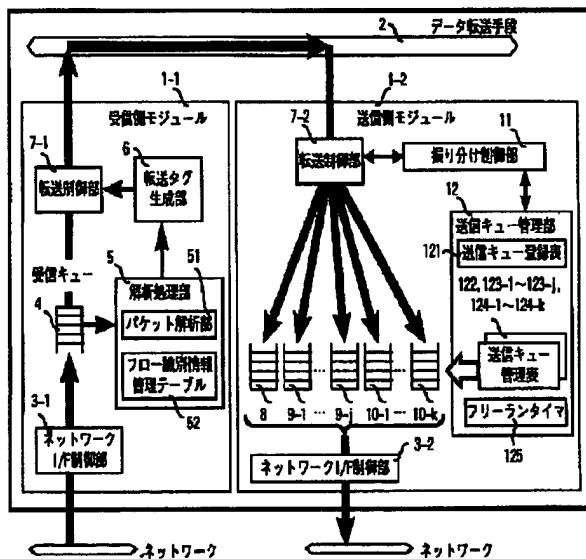 2
データ転送手段
1-1
受信側モジュール
7-1
転送制御部
6
転送タグ
生成部
受信キュー
4
5
解析処理部
51
パケット解析部
フロー識別情報
管理テーブル
52
3-1
ネットワーク
I/F制御部
ネットワーク
1-2
送信側モジュール
7-2
転送制御部
11
振り分け制御部
12
送信キュー管理部
121
送信キュー登録表
122, 123-1~123-j,
124-1~124-k
送信キュー
管理表
フリーランタイマ
125
8 9-1 … 9-j 10-1 … 10-k
3-2
ネットワークI/F制御部
ネットワーク